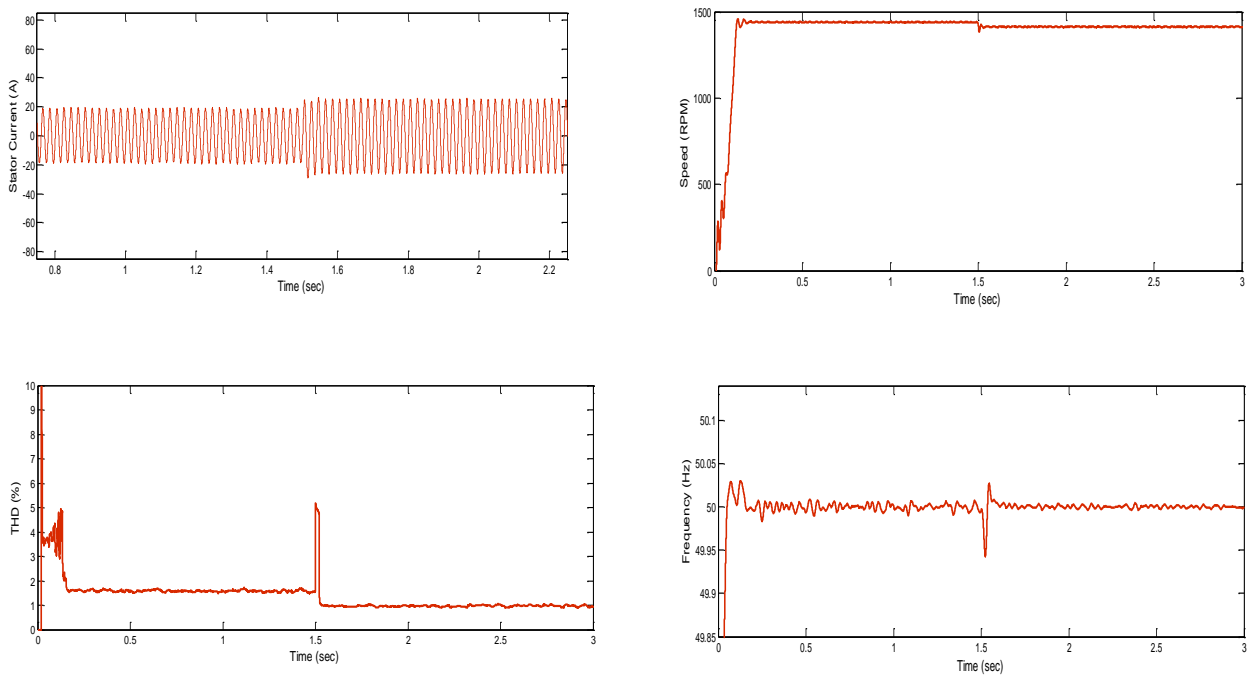 80
60
40
20
0
-20
-40
-60
-80
Stator Current (A)
0.8 1 1.2 1.4 1.6 1.8 2 2.2
Time (sec)
1500
1000
500
0
Speed (RPM)
0 0.5 1 1.5 2 2.5 3
Time (sec)
10
9
8
7
6
5
4
3
2
1
0
THD (%)
0 0.5 1 1.5 2 2.5 3
Time (sec)
50.1
50.05
50
49.95
49.9
49.85
Frequency (Hz)
0 0.5 1 1.5 2 2.5 3
Time (sec)